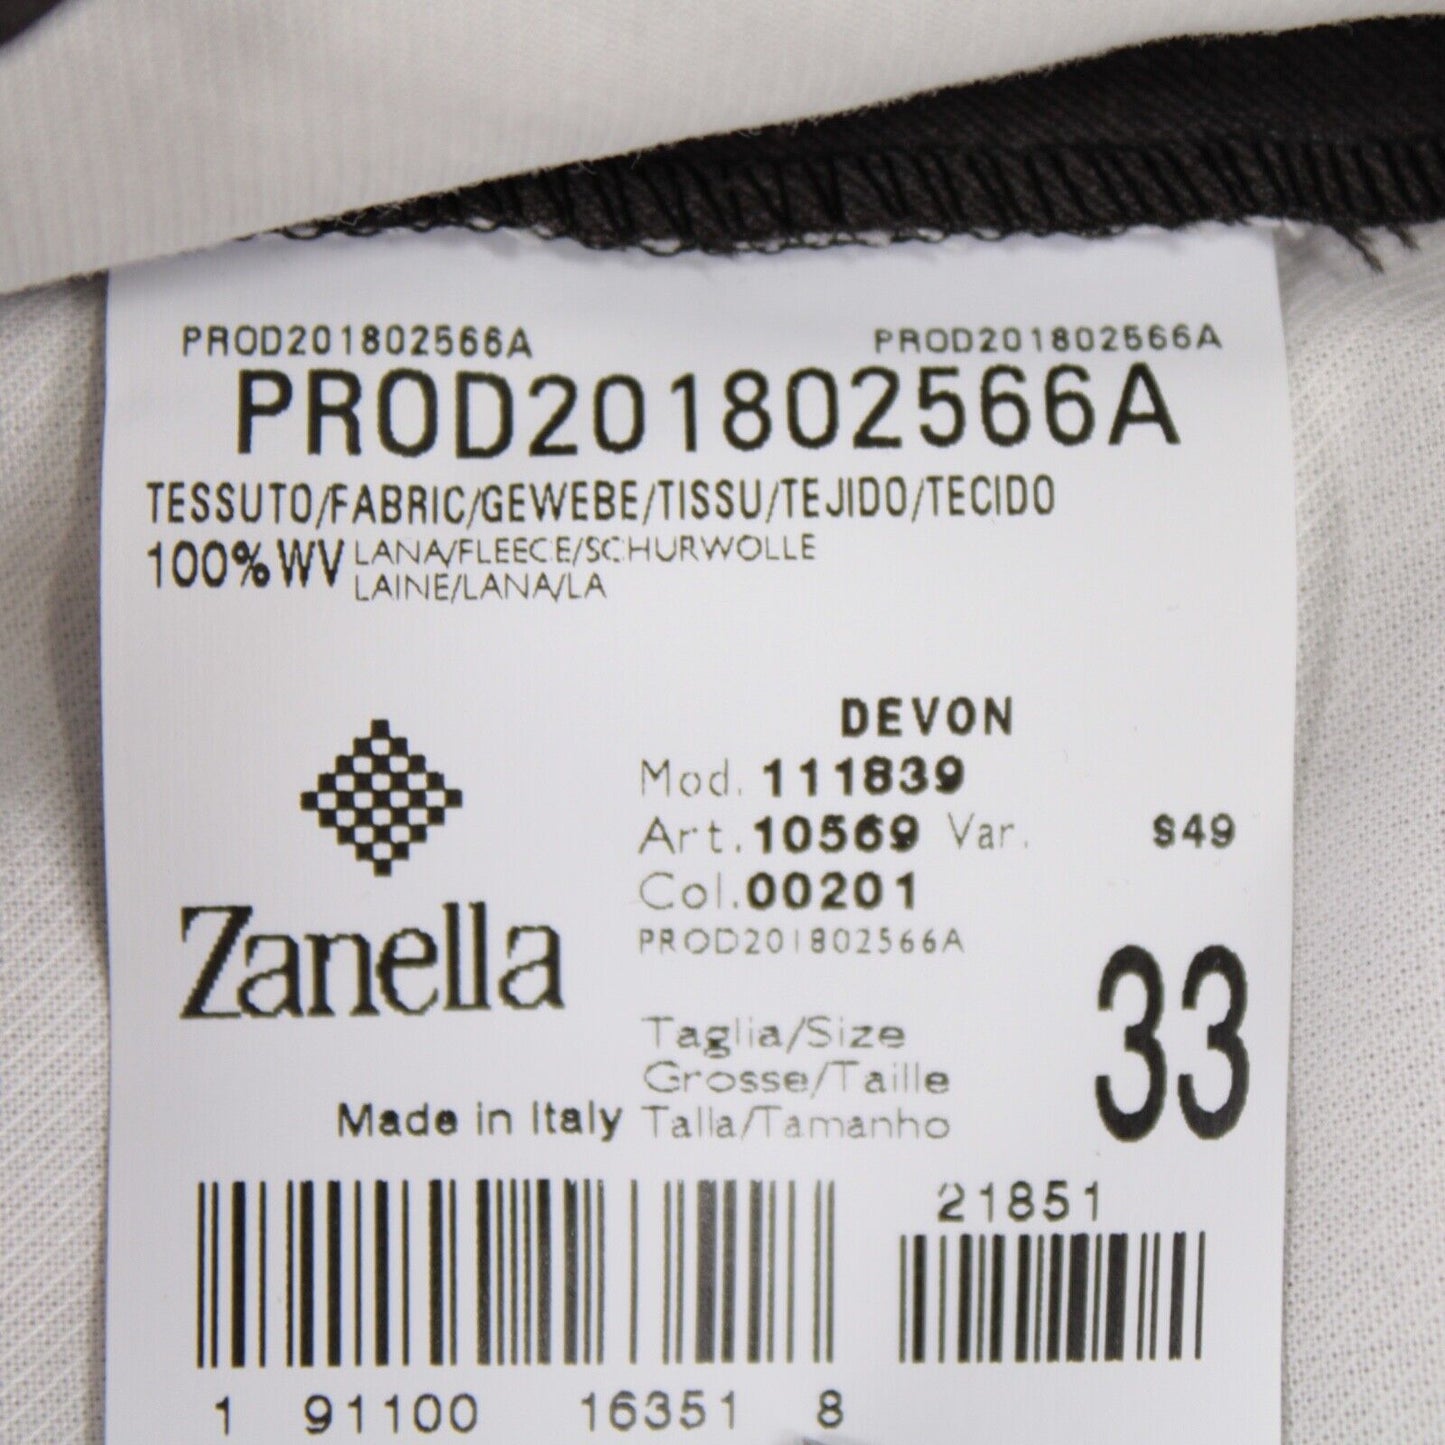 PROD201802566A PROD201802566A
PROD201802566A
TESSUTO/FABRIC/GEWEBE/TISSU/TEJIDO/TECIDO
100%WV LANA/FLEECE/SCHURWOLLE
LAINE/LANA/LA
DEVON
Mod. 111839
Art. 10569 Var. S49
Col. 00201
PROD201802566A
Zanella
33
Taglia/Size
Grosse/Taille
Made in Italy Talla/Tamanho
21851
1 91100 16351 8